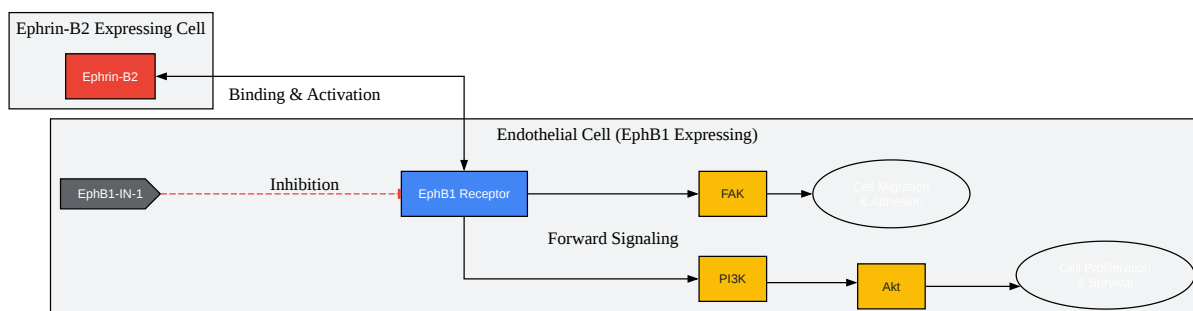 Ephrin-B2 Expressing Cell
Ephrin-B2
Binding & Activation
Endothelial Cell (EphB1 Expressing)
EphB1-IN-1
Inhibition
EphB1 Receptor
FAK
Cell Migration
& Adhesion
Forward Signaling
PI3K
Akt
Cell Proliferation
& Survival